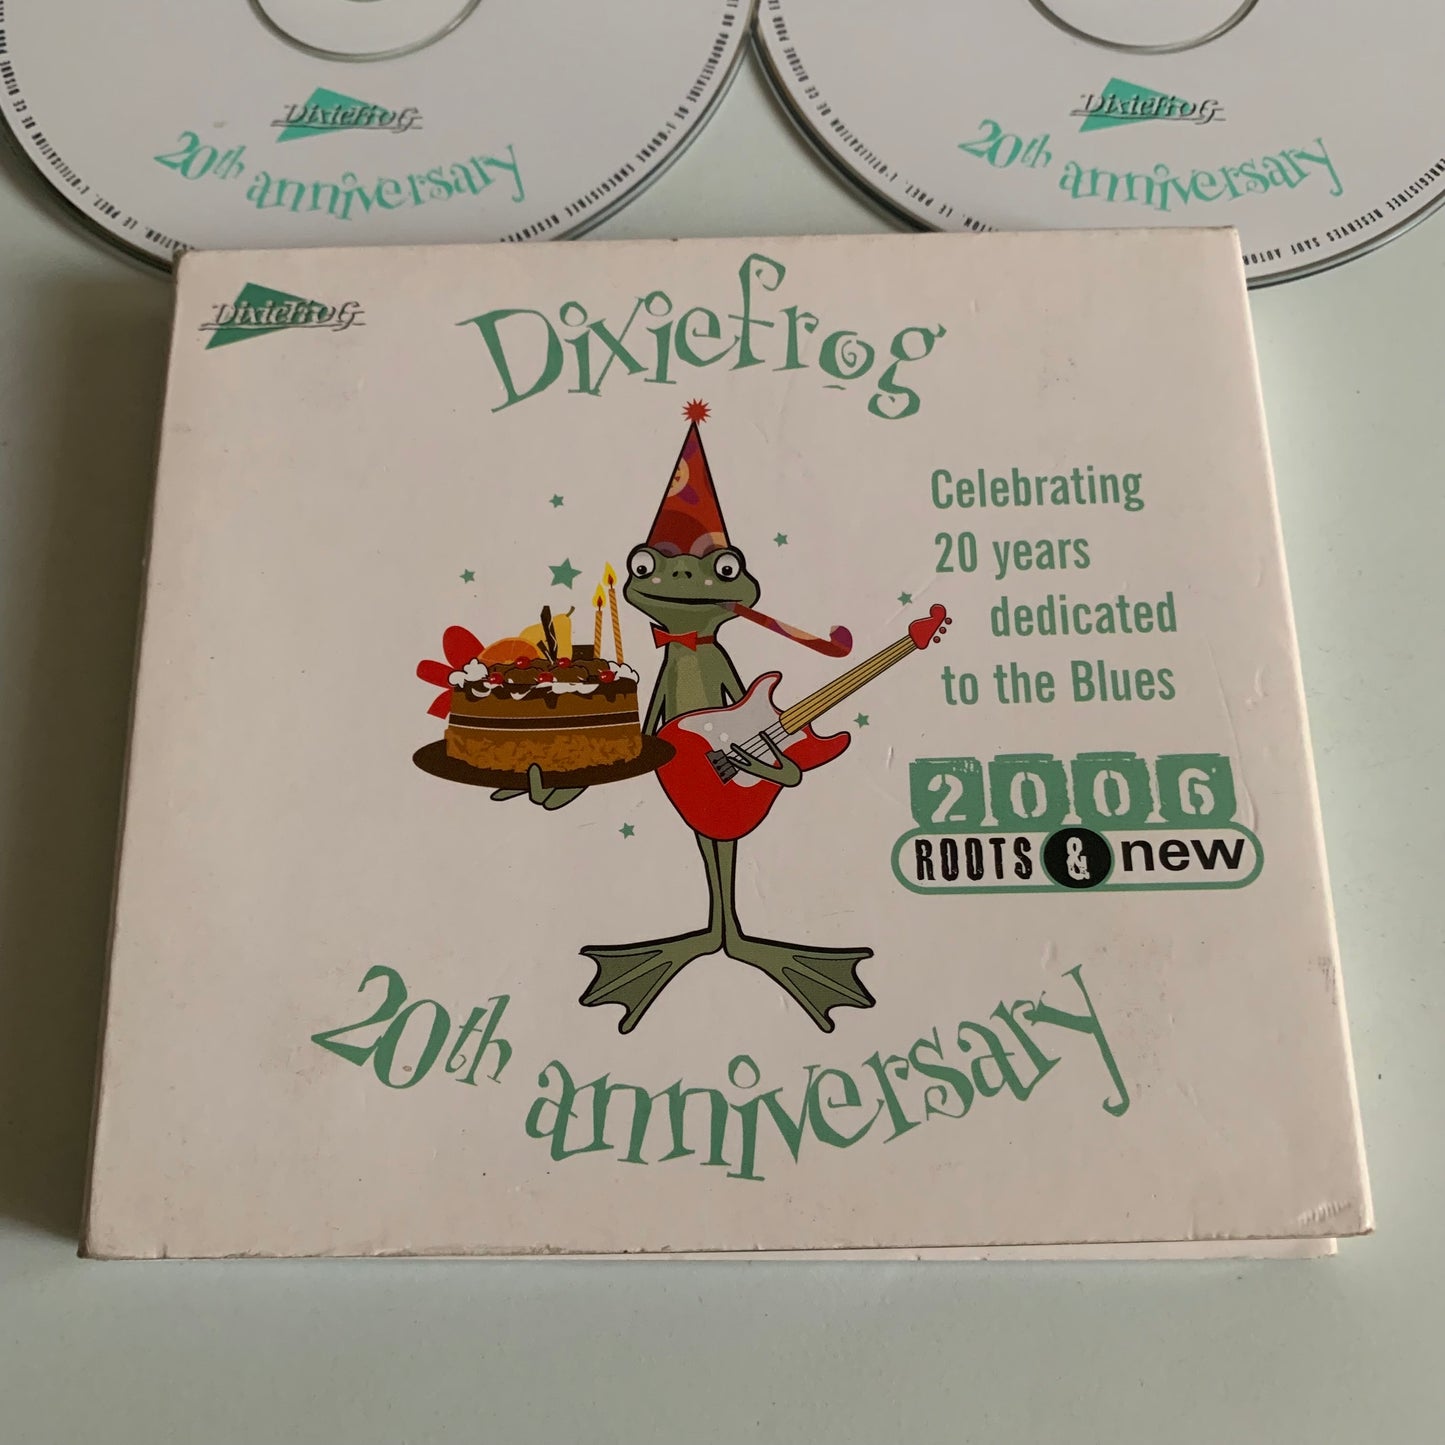 DixieFrog
20th anniversary
DixieFrog
20th anniversary
DixieFrog
Dixiefrog
Celebrating
20 years
dedicated
to the Blues
2006
ROOTS & new
20th anniversary